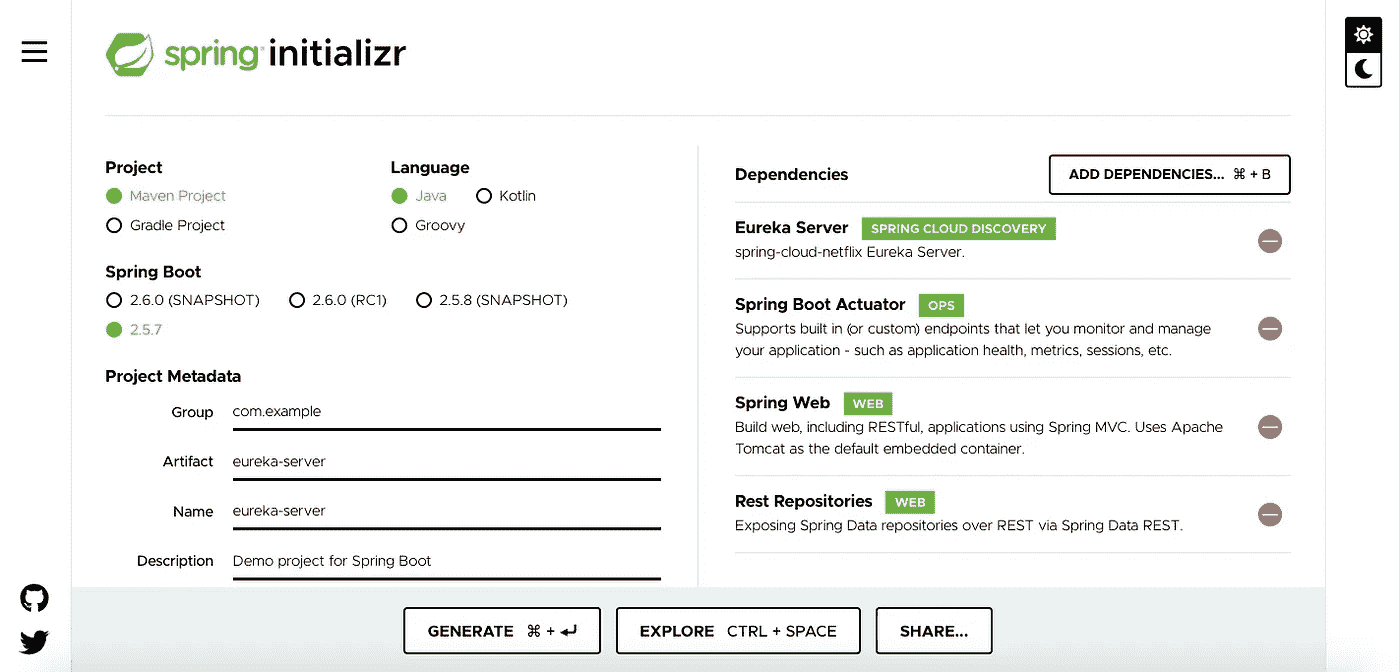 spring initializr
Project
Maven Project
Gradle Project
Language
Java
Kotlin
Groovy
Spring Boot
2.6.0 (SNAPSHOT)
2.6.0 (RC1)
2.5.8 (SNAPSHOT)
2.5.7
Project Metadata
Group com.example
Artifact eureka-server
Name eureka-server
Description Demo project for Spring Boot
Dependencies
ADD DEPENDENCIES... ⌘ + B
Eureka Server SPRING CLOUD DISCOVERY
spring-cloud-netflix Eureka Server.
Spring Boot Actuator OPS
Supports built in (or custom) endpoints that let you monitor and manage
your application - such as application health, metrics, sessions, etc.
Spring Web WEB
Build web, including RESTful, applications using Spring MVC. Uses Apache
Tomcat as the default embedded container.
Rest Repositories WEB
Exposing Spring Data repositories over REST via Spring Data REST.
GENERATE ⌘ + ↵
EXPLORE CTRL + SPACE
SHARE...